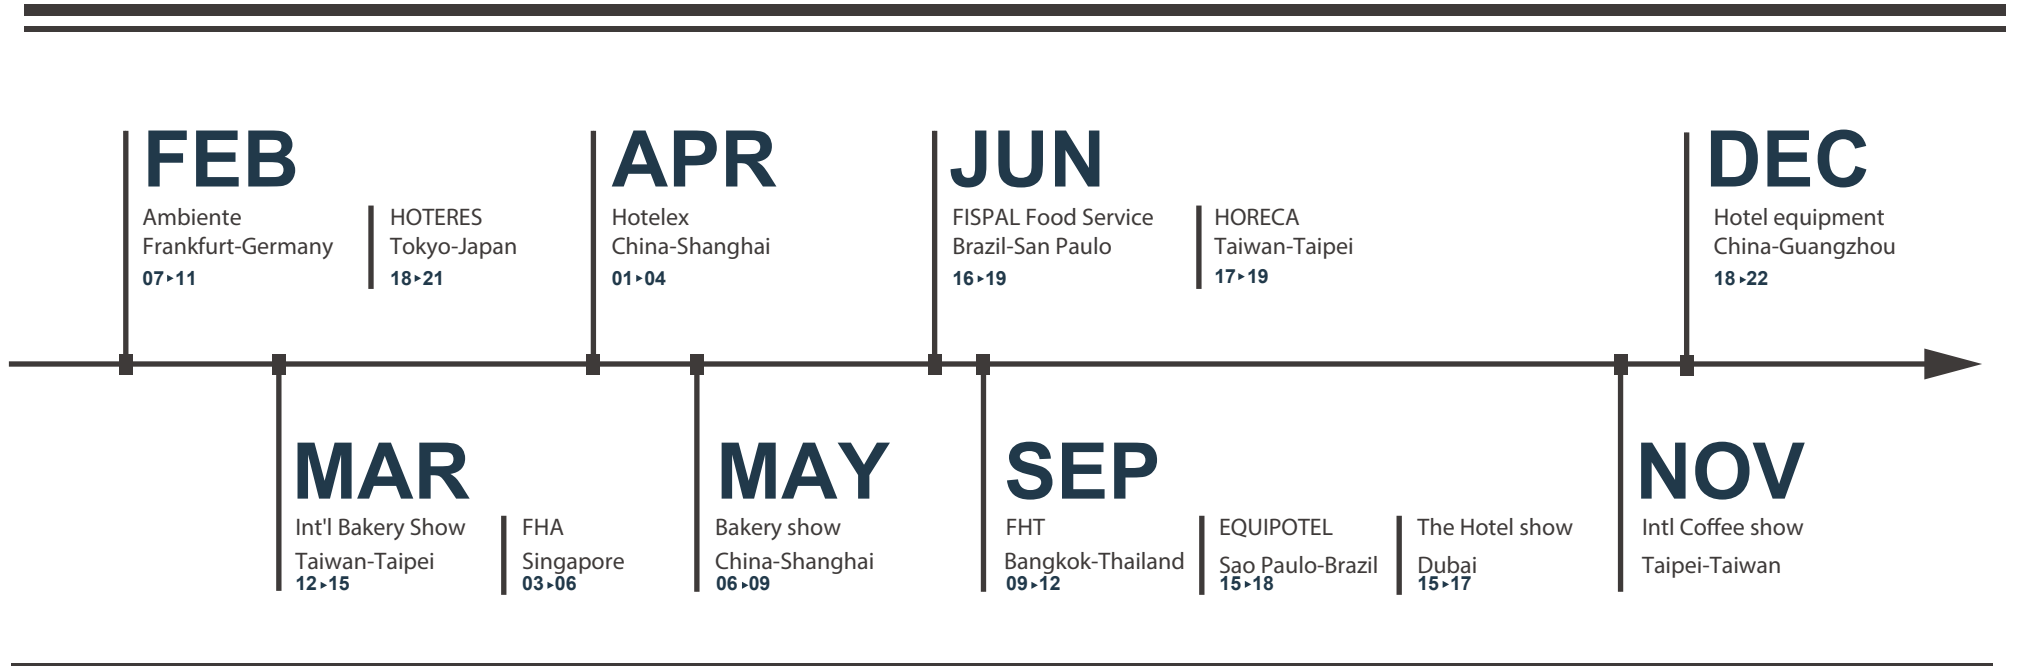 FEB
Ambiente
Frankfurt-Germany
07▸11
HOTERES
Tokyo-Japan
18▸21
APR
Hotelex
China-Shanghai
01▸04
JUN
FISPAL Food Service
Brazil-San Paulo
16▸19
HORECA
Taiwan-Taipei
17▸19
DEC
Hotel equipment
China-Guangzhou
18▸22
MAR
Int'l Bakery Show
Taiwan-Taipei
12▸15
FHA
Singapore
03▸06
MAY
Bakery show
China-Shanghai
06▸09
SEP
FHT
Bangkok-Thailand
09▸12
EQUIPOTEL
Sao Paulo-Brazil
15▸18
The Hotel show
Dubai
15▸17
NOV
Intl Coffee show
Taipei-Taiwan